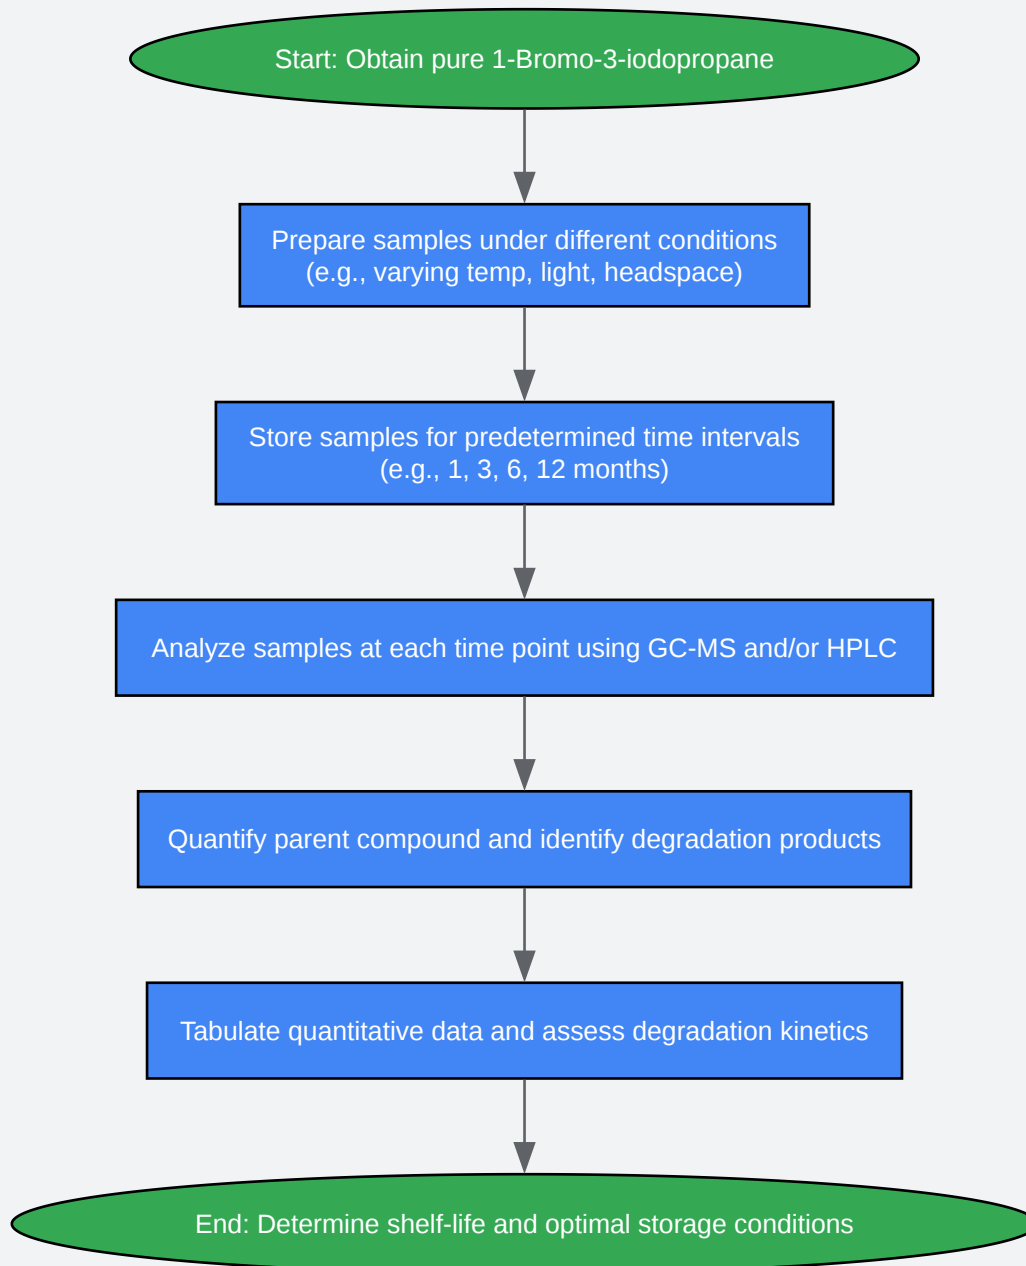 Start: Obtain pure 1-Bromo-3-iodopropane
Prepare samples under different conditions
(e.g., varying temp, light, headspace)
Store samples for predetermined time intervals
(e.g., 1, 3, 6, 12 months)
Analyze samples at each time point using GC-MS and/or HPLC
Quantify parent compound and identify degradation products
Tabulate quantitative data and assess degradation kinetics
End: Determine shelf-life and optimal storage conditions